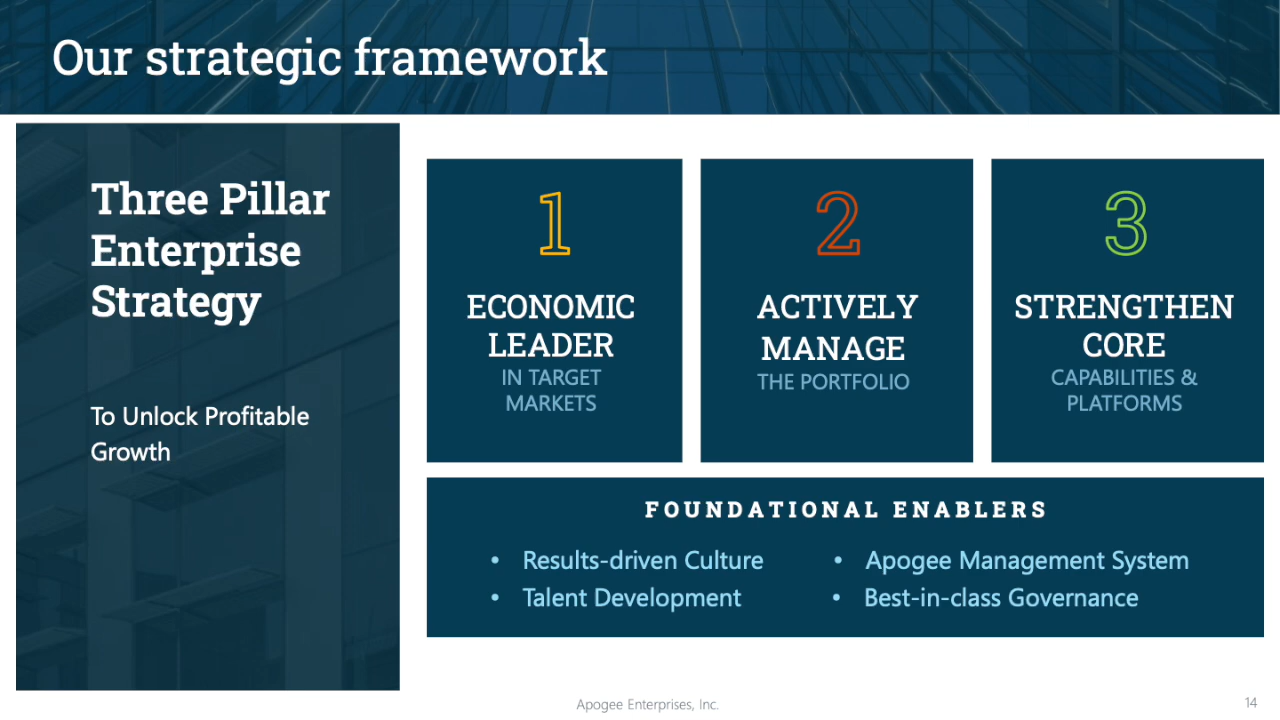 Our strategic framework
Three Pillar
Enterprise
Strategy
To Unlock Profitable
Growth
1
ECONOMIC
LEADER
IN TARGET
MARKETS
2
ACTIVELY
MANAGE
THE PORTFOLIO
3
STRENGTHEN
CORE
CAPABILITIES &
PLATFORMS
FOUNDATIONAL ENABLERS
• Results-driven Culture
• Talent Development
• Apogee Management System
• Best-in-class Governance
Apogee Enterprises, Inc.
14